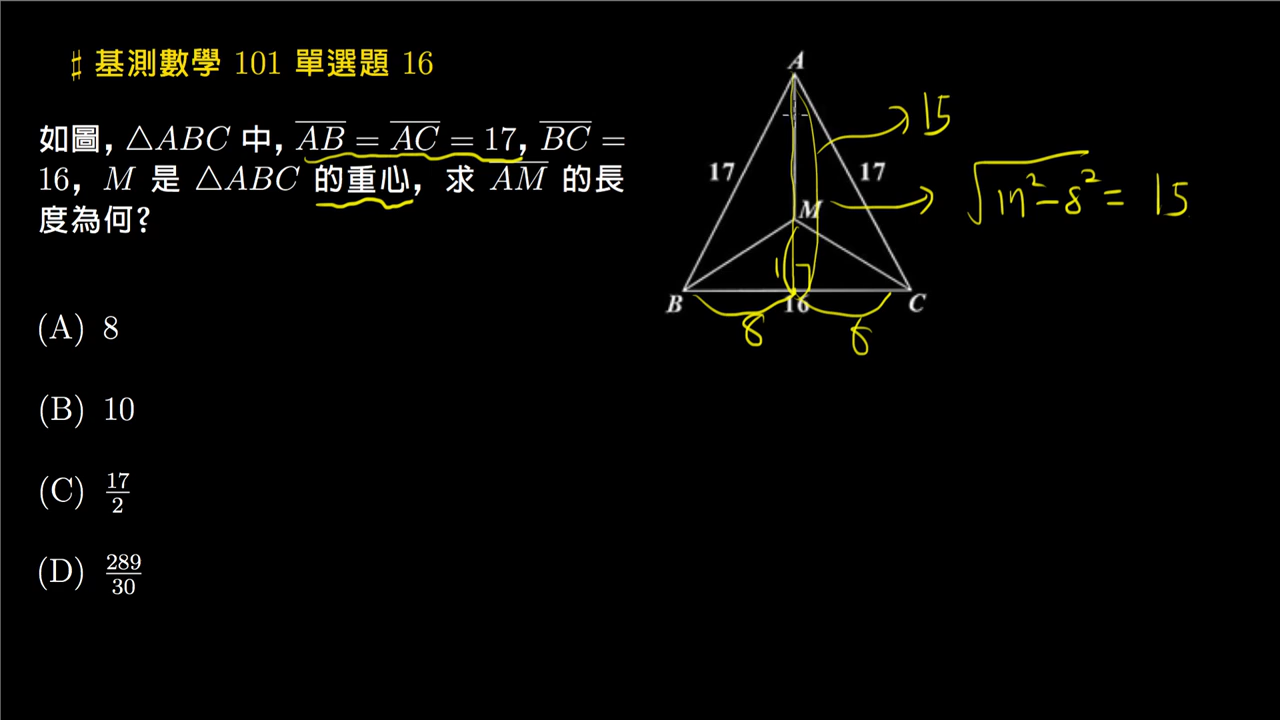 ♯ 基測數學 101 單選題 16
如圖, △ABC 中, AB = AC = 17, BC =
16, M 是 △ABC 的重心, 求 AM 的長
度為何?
(A) 8
(B) 10
(C) 17/2
(D) 289/30
A
15
17
17
√17²-8² = 15
M
1
B
16
C
8
8